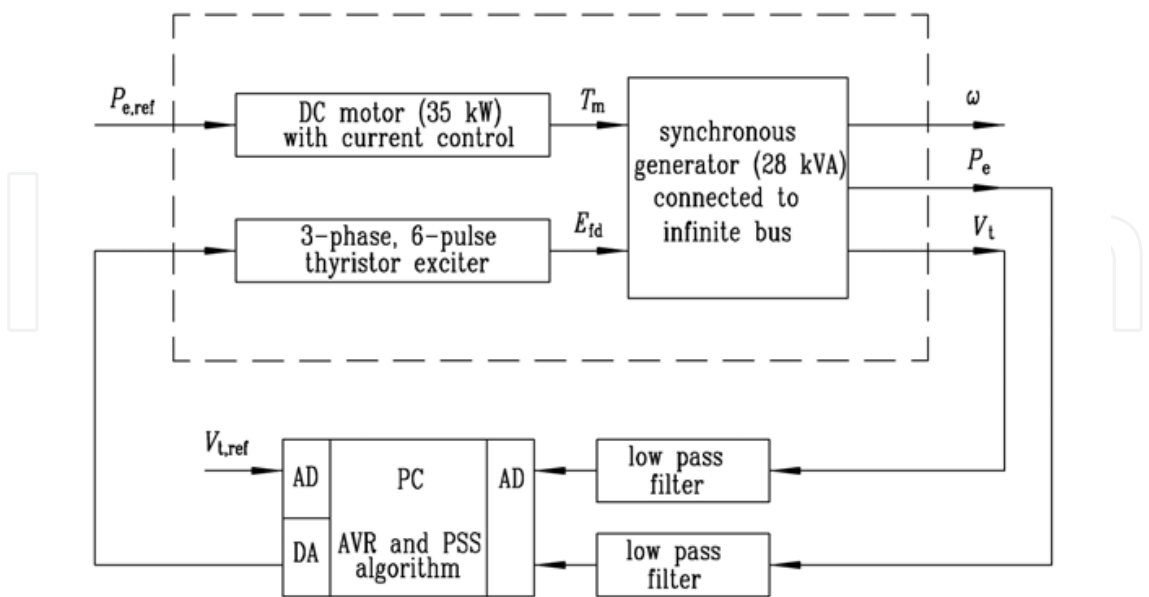 P_e,ref
DC motor (35 kW)
with current control
T_m
synchronous
generator (28 kVA)
connected to
infinite bus
ω
P_e
V_t
3-phase, 6-pulse
thyristor exciter
E_fd
V_t,ref
AD
PC
AD
DA
AVR and PSS
algorithm
low pass
filter
low pass
filter